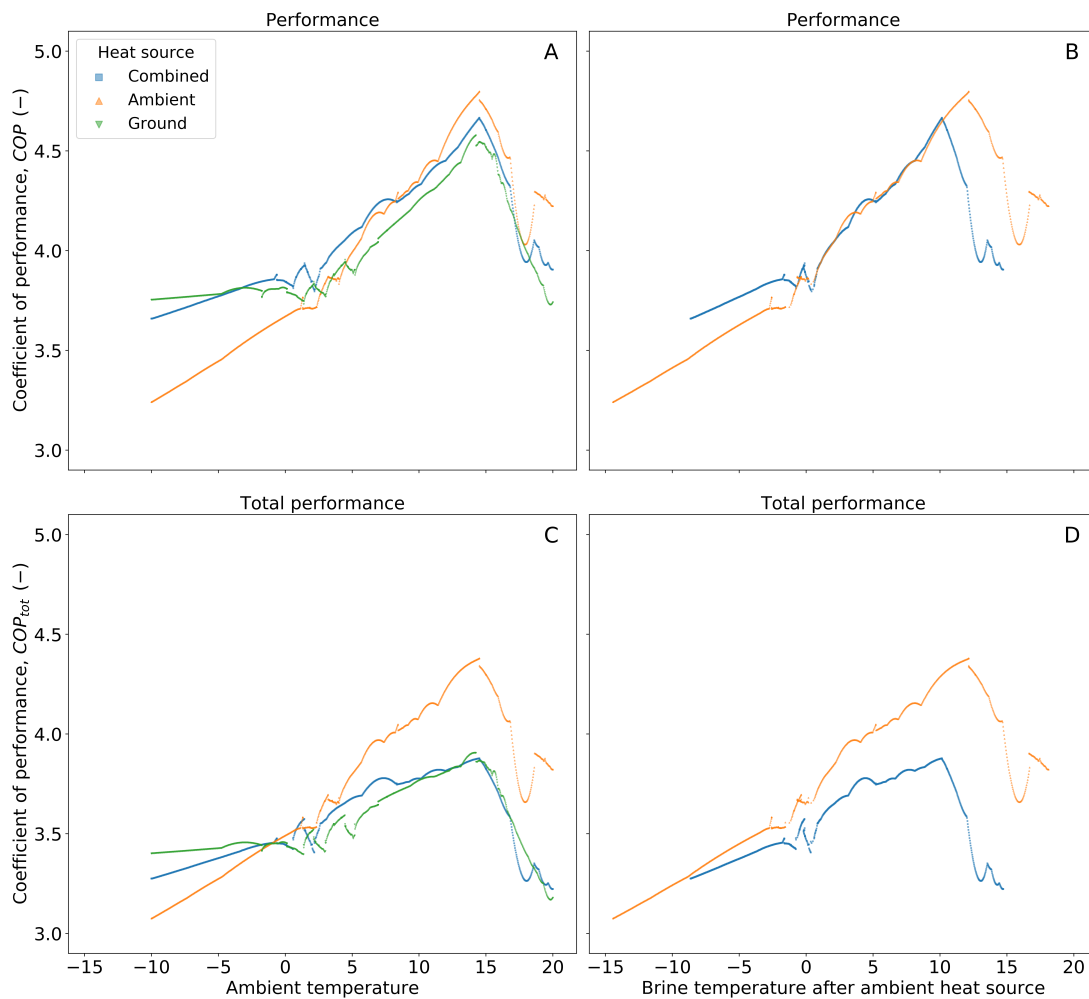 Performance
Performance
5.0
4.5
4.0
3.5
3.0
Coefficient of performance, COP (−)
Heat source
Combined
Ambient
Ground
A
B
Total performance
Total performance
5.0
4.5
4.0
3.5
3.0
Coefficient of performance, COP_tot (−)
C
D
−15 −10 −5 0 5 10 15 20
−15 −10 −5 0 5 10 15 20
Ambient temperature
Brine temperature after ambient heat source